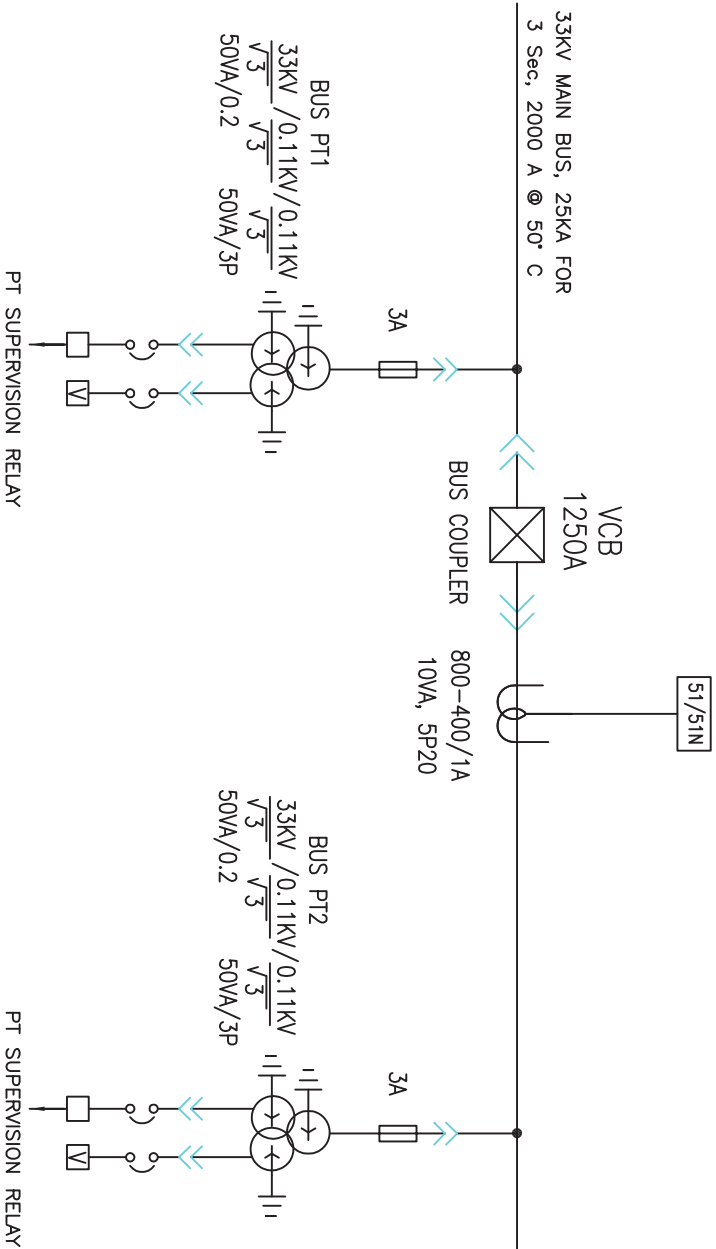 33KV MAIN BUS, 25KA FOR
3 Sec, 2000 A @ 50° C
VCB
1250A
BUS COUPLER
51/51N
800-400/1A
10VA, 5P20
BUS PT1
33KV /0.11KV/0.11KV
√3 √3 √3
50VA/0.2 50VA/3P
3A
V
PT SUPERVISION RELAY
BUS PT2
33KV /0.11KV/0.11KV
√3 √3 √3
50VA/0.2 50VA/3P
3A
V
PT SUPERVISION RELAY